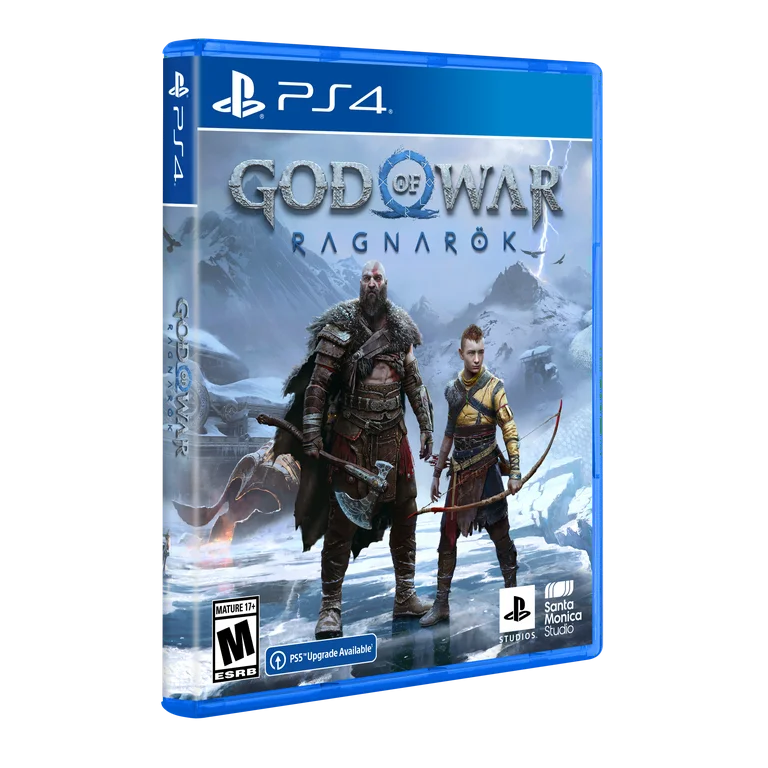 PS4
PS4
GOD OF WAR
RAGNARÖK
GOD OF WAR
RAGNARÖK
MATURE 17+
M
ESRB
PS5™ Upgrade Available
STUDIOS
Santa
Monica
Studio